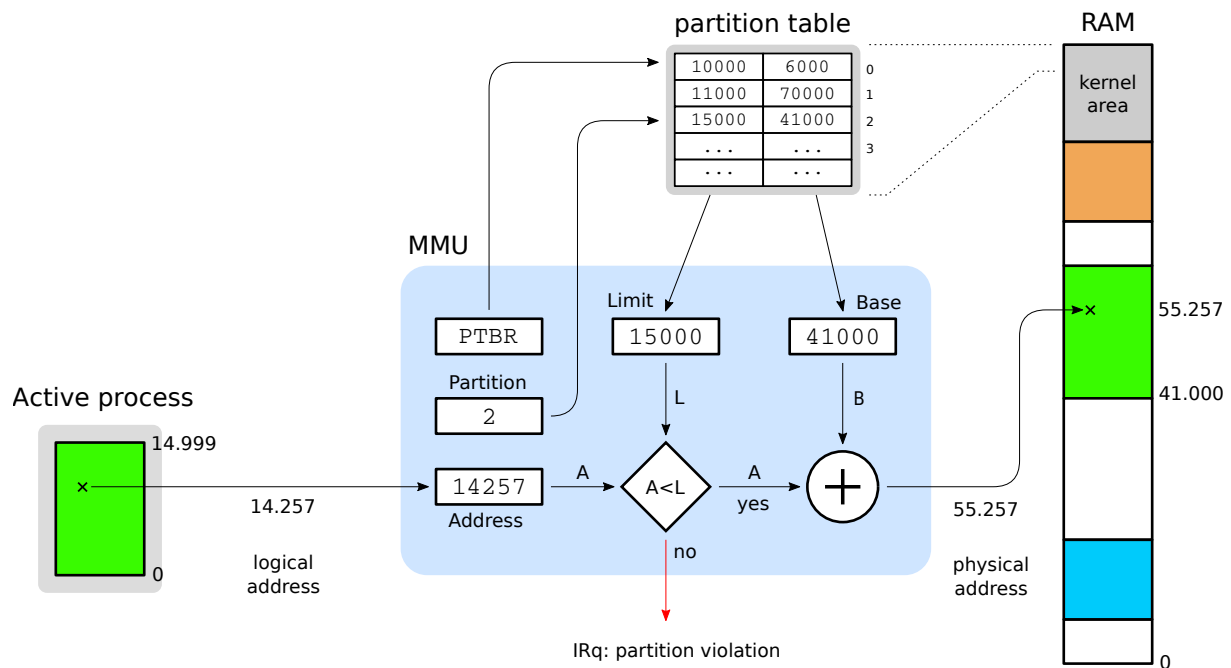 partition table
RAM
10000 6000 0
11000 70000 1
15000 41000 2
... ... 3
... ...
kernel
area
MMU
Limit
Base
PTBR
15000
41000
55.257
Partition
2
L
B
41.000
Active process
14.999
14257
A
A<L
A
yes
+
14.257
Address
55.257
no
0
logical
address
physical
address
IRq: partition violation
0